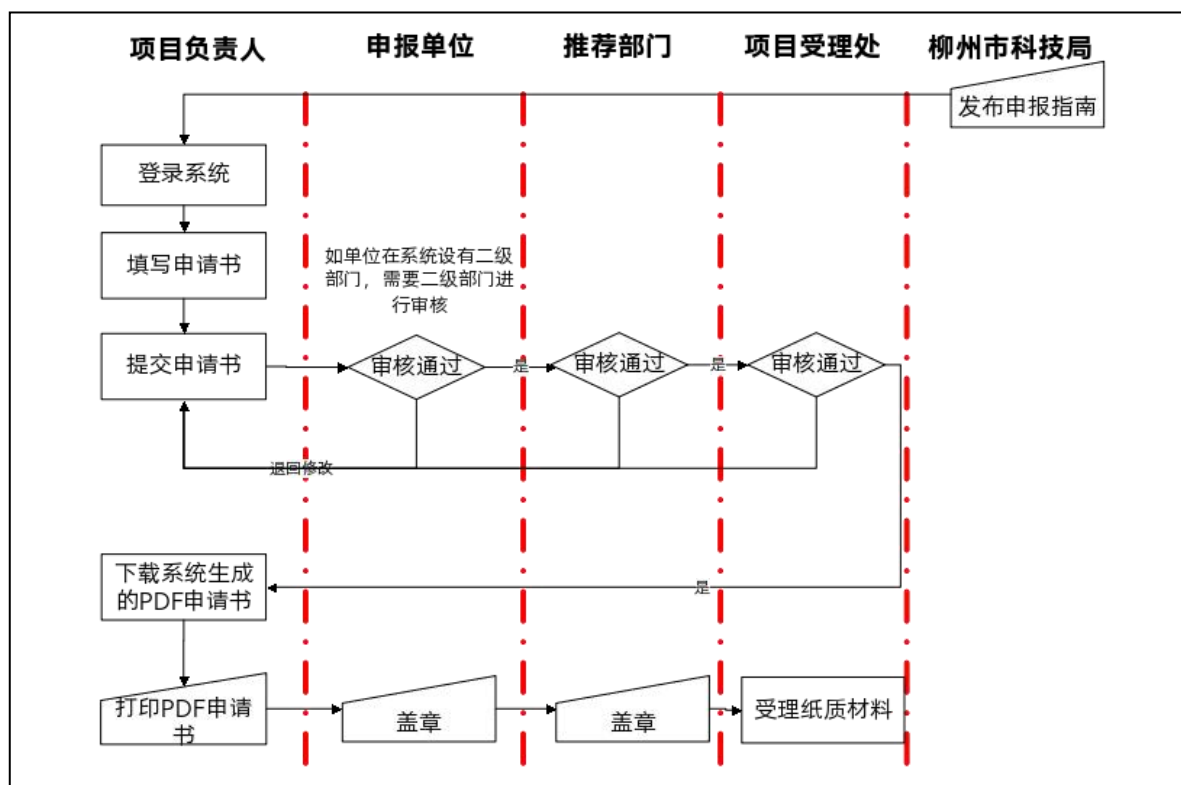 项目负责人
申报单位
推荐部门
项目受理处
柳州市科技局
发布申报指南
登录系统
填写申请书
如单位在系统设有二级
部门，需要二级部门进
行审核
提交申请书
审核通过
是
审核通过
是
审核通过
退回修改
下载系统生成
的PDF申请书
是
打印PDF申请
书
盖章
盖章
受理纸质材料